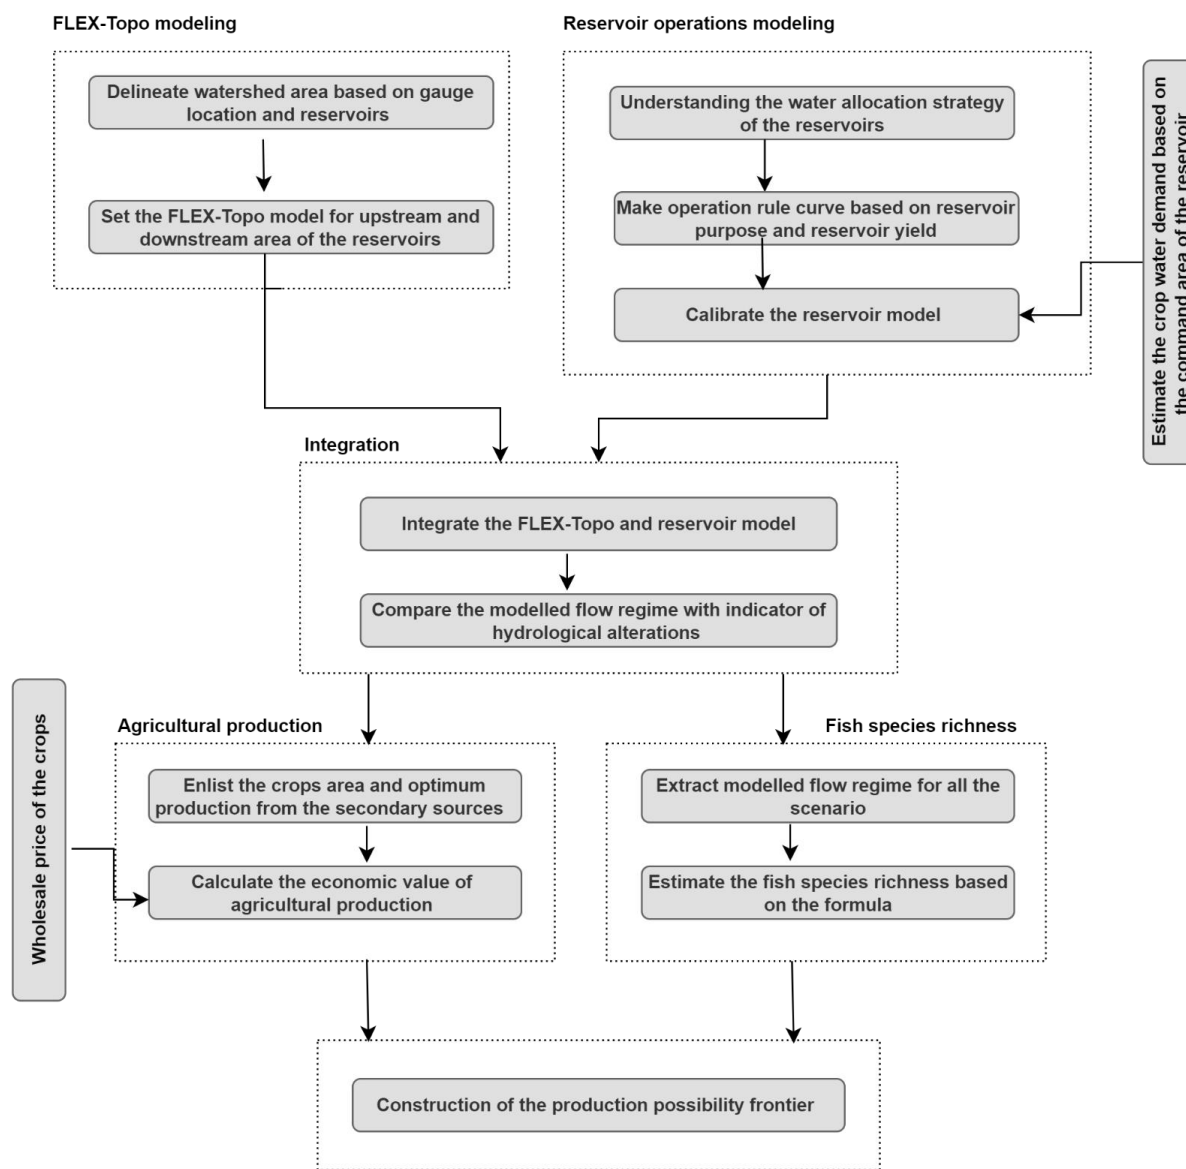 FLEX-Topo modeling
Delineate watershed area based on gauge
location and reservoirs
Set the FLEX-Topo model for upstream and
downstream area of the reservoirs
Reservoir operations modeling
Understanding the water allocation strategy
of the reservoirs
Make operation rule curve based on reservoir
purpose and reservoir yield
Calibrate the reservoir model
Estimate the crop water demand based on
the command area of the reservoir
Integration
Integrate the FLEX-Topo and reservoir model
Compare the modelled flow regime with indicator of
hydrological alterations
Wholesale price of the crops
Agricultural production
Enlist the crops area and optimum
production from the secondary sources
Calculate the economic value of
agricultural production
Fish species richness
Extract modelled flow regime for all the
scenario
Estimate the fish species richness based
on the formula
Construction of the production possibility frontier